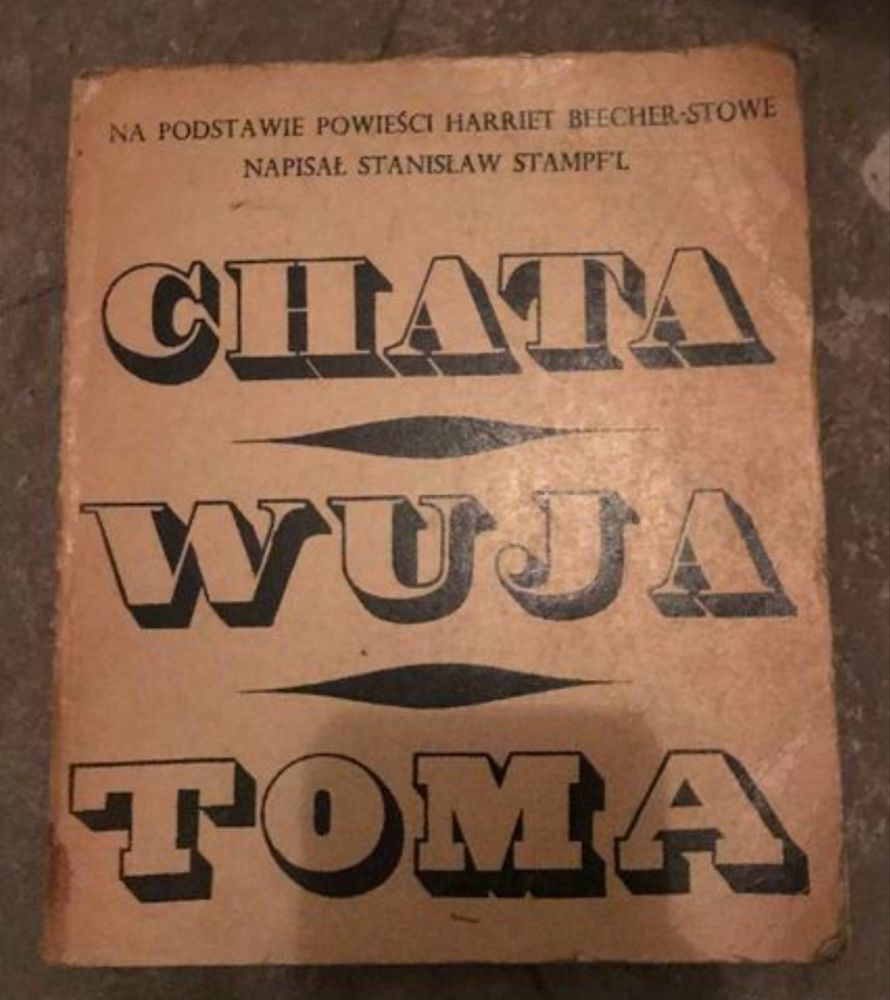 NA PODSTAWIE POWIEŚCI HARRIET BEECHER-STOWE
NAPISAŁ STANISŁAW STAMPF'L
CHATA
WUJA
TOMA